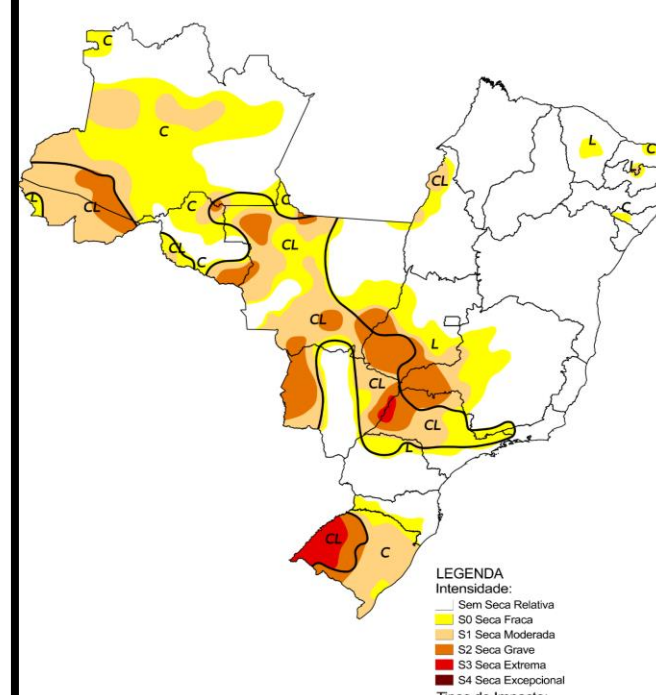 C
C
L
C
L
CL
C
L
CL
C
C
CL
CL
C
CL
L
CL
CL
L
CL
C
LEGENDA
Intensidade:
Sem Seca Relativa
S0 Seca Fraca
S1 Seca Moderada
S2 Seca Grave
S3 Seca Extrema
S4 Seca Excepcional